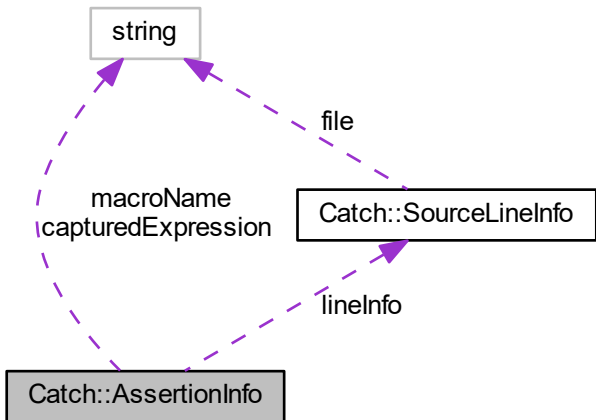 string
file
macroName
capturedExpression
Catch::SourceLineInfo
lineInfo
Catch::AssertionInfo